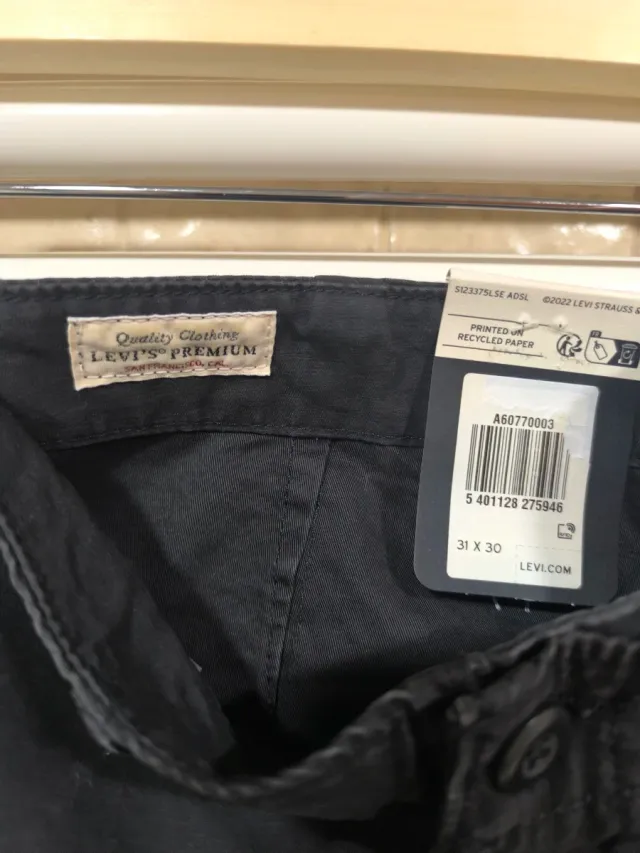 Quality Clothing
LEVI'S® PREMIUM
SAN FRANCISCO, CAL
S123375LSE ADSL ©2022 LEVI STRAUSS &
PRINTED ON
RECYCLED PAPER
A60770003
5 401128 275946
31 X 30
LEVI.COM